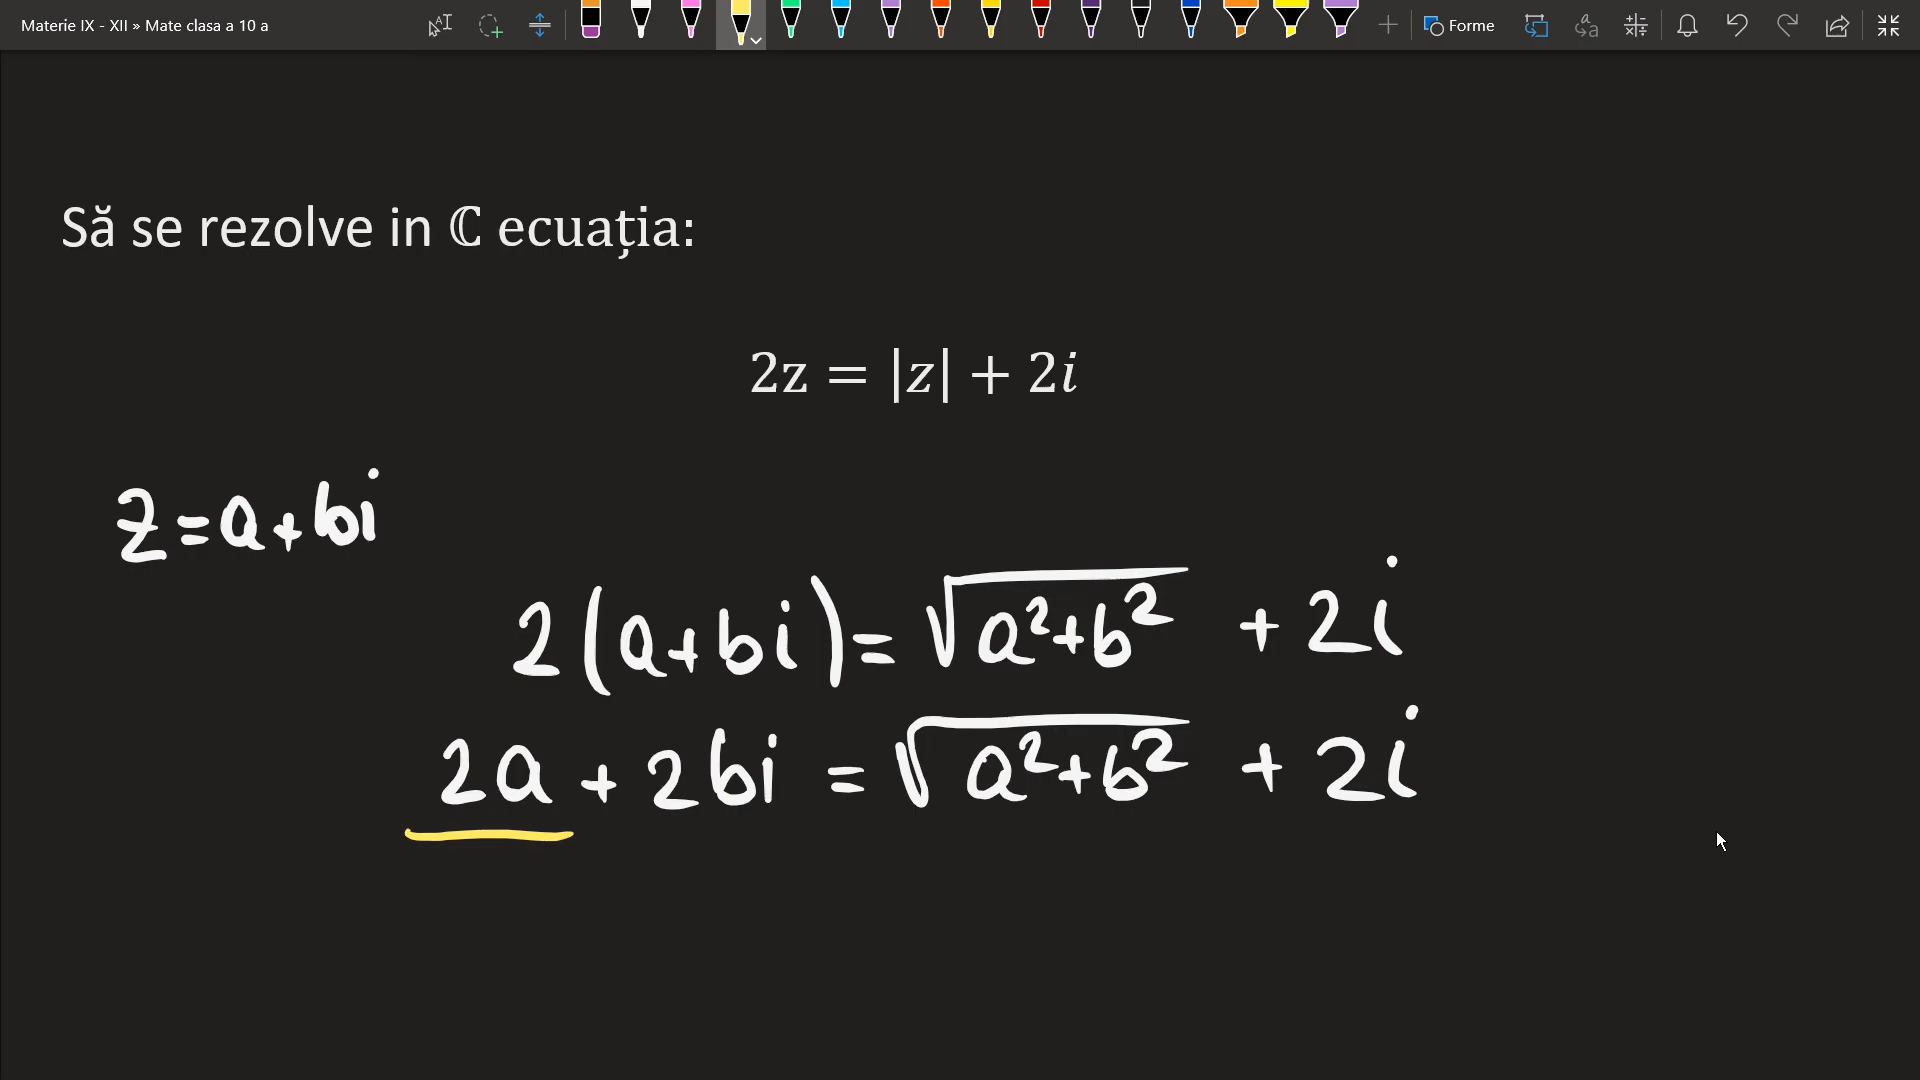 Materie IX - XII » Mate clasa a 10 a
Forme
Să se rezolve in ℂ ecuația:
2z = |z| + 2i
z = a + bi
2(a + bi) = √(a² + b²) + 2i
2a + 2bi = √(a² + b²) + 2i